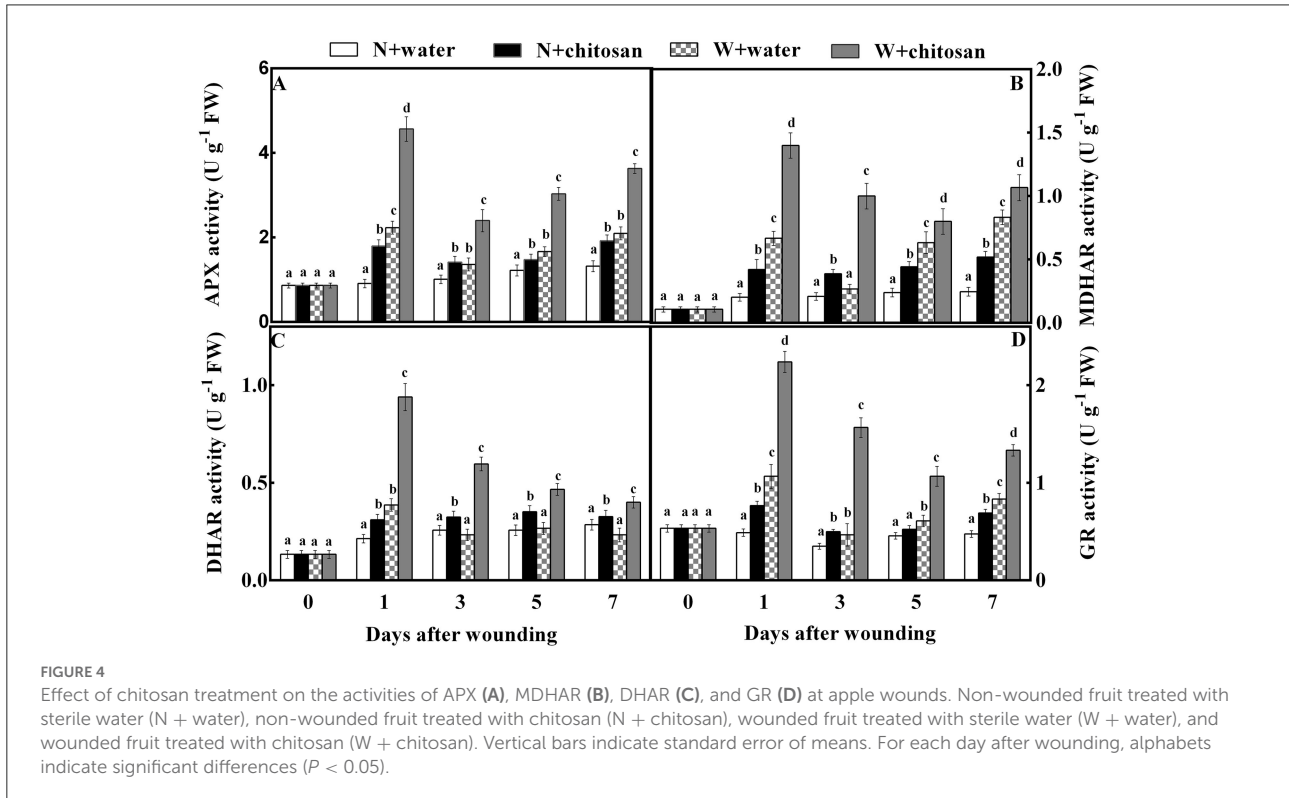 N+water N+chitosan W+water W+chitosan
A
APX activity (U g⁻¹ FW)
6
4
2
0
a a a a
a b c d
a b b c
a b b c
a b b c
B
MDHAR activity (U g⁻¹ FW)
2.0
1.5
1.0
0.5
0.0
a a a a
a b c d
a b a c
a b c d
a b c d
C
DHAR activity (U g⁻¹ FW)
1.0
0.5
0.0
a a a a
a b b c
a b a c
a b a c
a b a c
0 1 3 5 7
Days after wounding
D
GR activity (U g⁻¹ FW)
2
1
0
a a a a
a b c d
a b b c
a a b c
a b c d
0 1 3 5 7
Days after wounding
FIGURE 4
Effect of chitosan treatment on the activities of APX (A), MDHAR (B), DHAR (C), and GR (D) at apple wounds. Non-wounded fruit treated with
sterile water (N + water), non-wounded fruit treated with chitosan (N + chitosan), wounded fruit treated with sterile water (W + water), and
wounded fruit treated with chitosan (W + chitosan). Vertical bars indicate standard error of means. For each day after wounding, alphabets
indicate significant differences (P < 0.05).